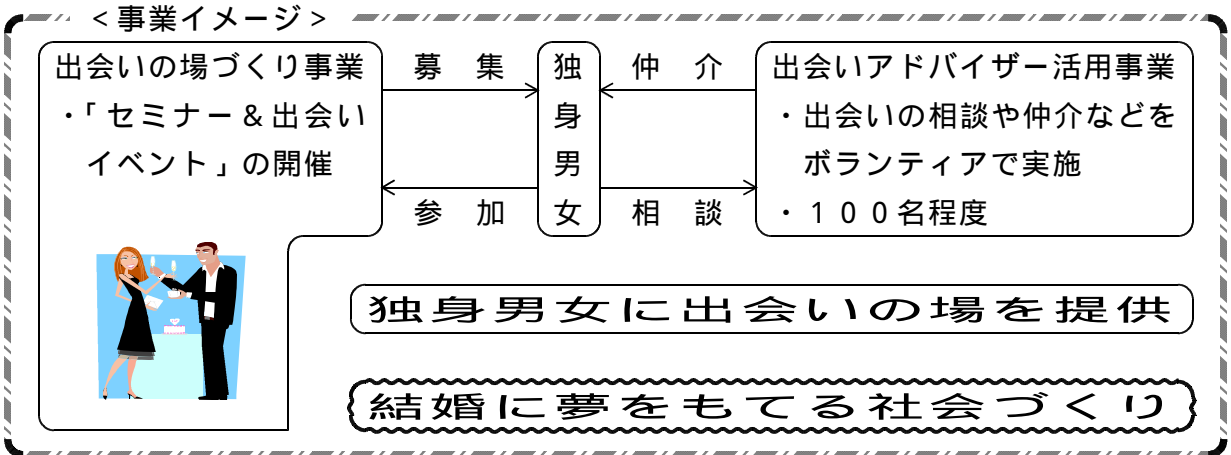 ＜事業イメージ＞
出会いの場づくり事業
・「セミナー＆出会い
イベント」の開催
募集
参加
独身男女
仲介
相談
出会いアドバイザー活用事業
・出会いの相談や仲介などを
ボランティアで実施
・１００名程度
独身男女に出会いの場を提供
結婚に夢をもてる社会づくり